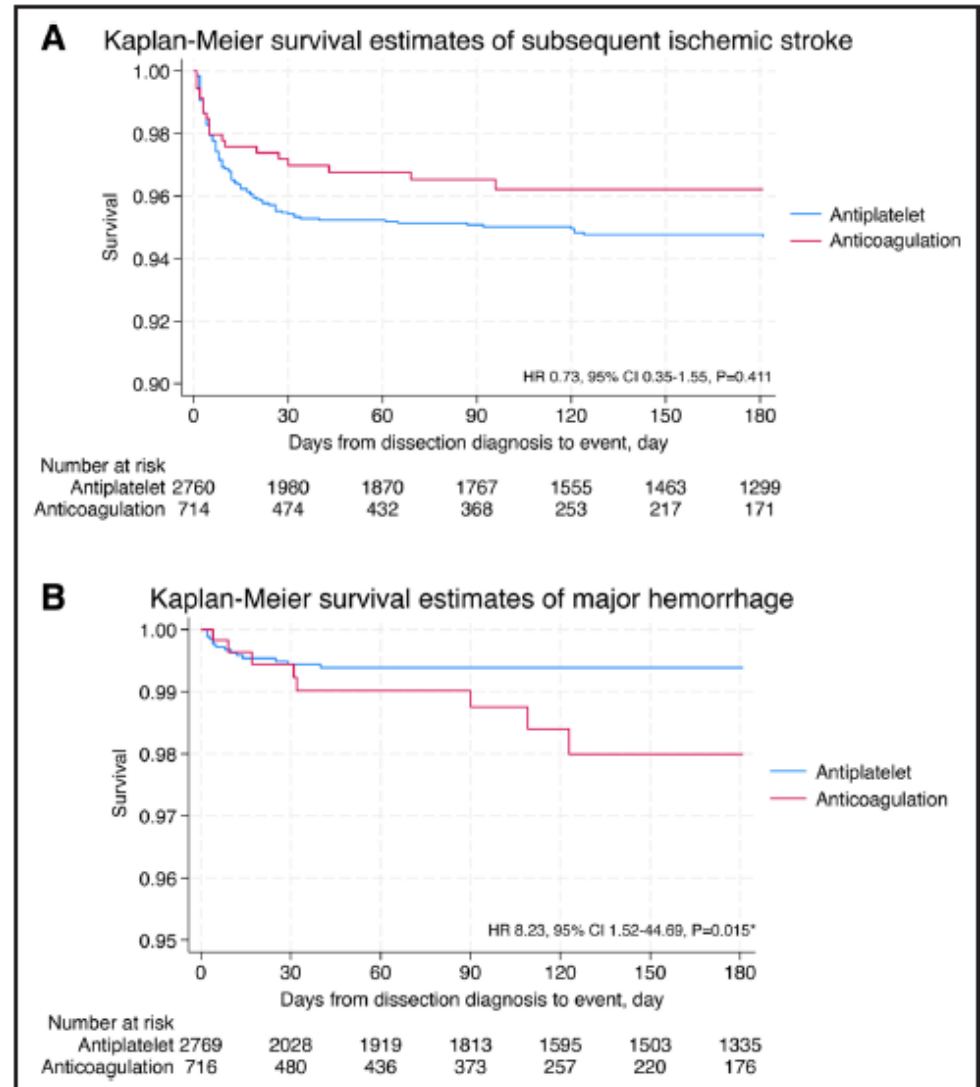 A Kaplan-Meier survival estimates of subsequent ischemic stroke
1.00
0.98
0.96
0.94
0.92
0.90
Survival
Antiplatelet
Anticoagulation
HR 0.73, 95% CI 0.35-1.55, P=0.411
0 30 60 90 120 150 180
Days from dissection diagnosis to event, day
Number at risk
Antiplatelet 2760 1980 1870 1767 1555 1463 1299
Anticoagulation 714 474 432 368 253 217 171
B Kaplan-Meier survival estimates of major hemorrhage
1.00
0.99
0.98
0.97
0.96
0.95
Survival
Antiplatelet
Anticoagulation
HR 8.23, 95% CI 1.52-44.69, P=0.015*
0 30 60 90 120 150 180
Days from dissection diagnosis to event, day
Number at risk
Antiplatelet 2769 2028 1919 1813 1595 1503 1335
Anticoagulation 716 480 436 373 257 220 176